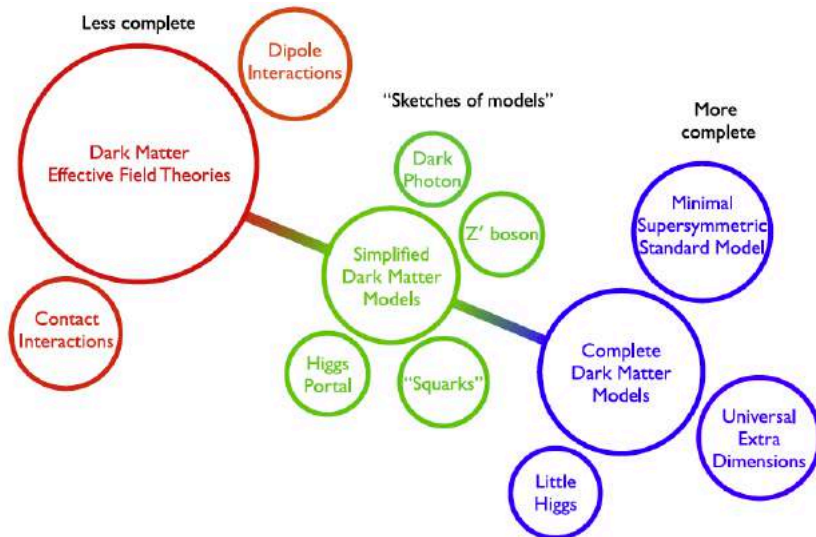 Less complete
Dipole
Interactions
Dark Matter
Effective Field Theories
Contact
Interactions
"Sketches of models"
Dark
Photon
Z' boson
Simplified
Dark Matter
Models
Higgs
Portal
"Squarks"
More
complete
Minimal
Supersymmetric
Standard Model
Complete
Dark Matter
Models
Universal
Extra
Dimensions
Little
Higgs